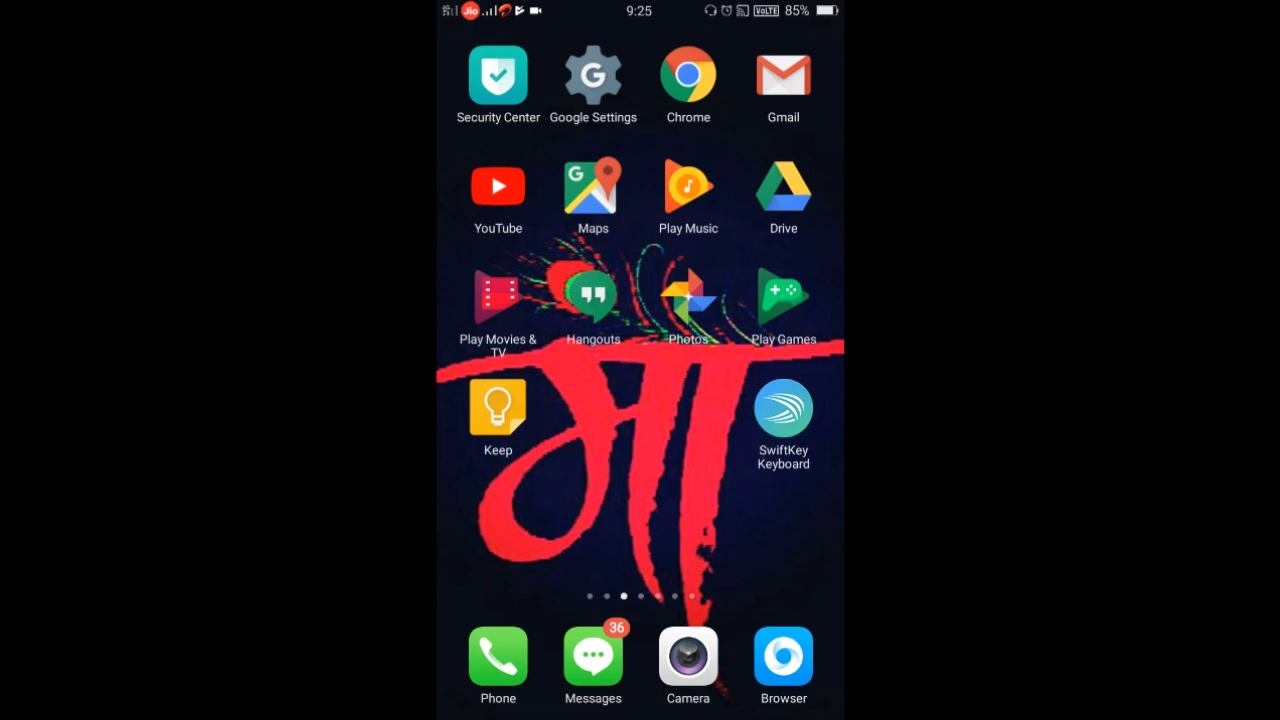 Jio 9:25 VoLTE 85%
Security Center Google Settings Chrome Gmail
G
YouTube Maps Play Music Drive
Play Movies & TV Hangouts Photos Play Games
माँ
Keep SwiftKey Keyboard
36
Phone Messages Camera Browser